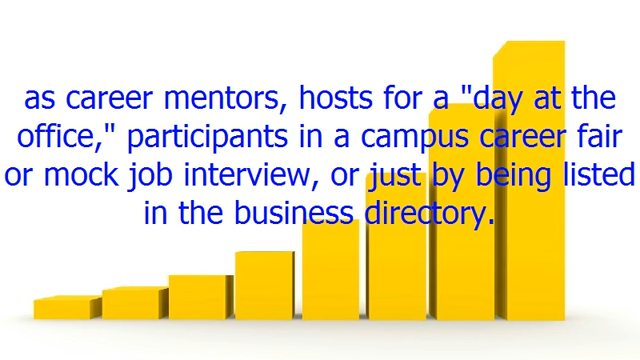 as career mentors, hosts for a "day at the
office," participants in a campus career fair
or mock job interview, or just by being listed
in the business directory.